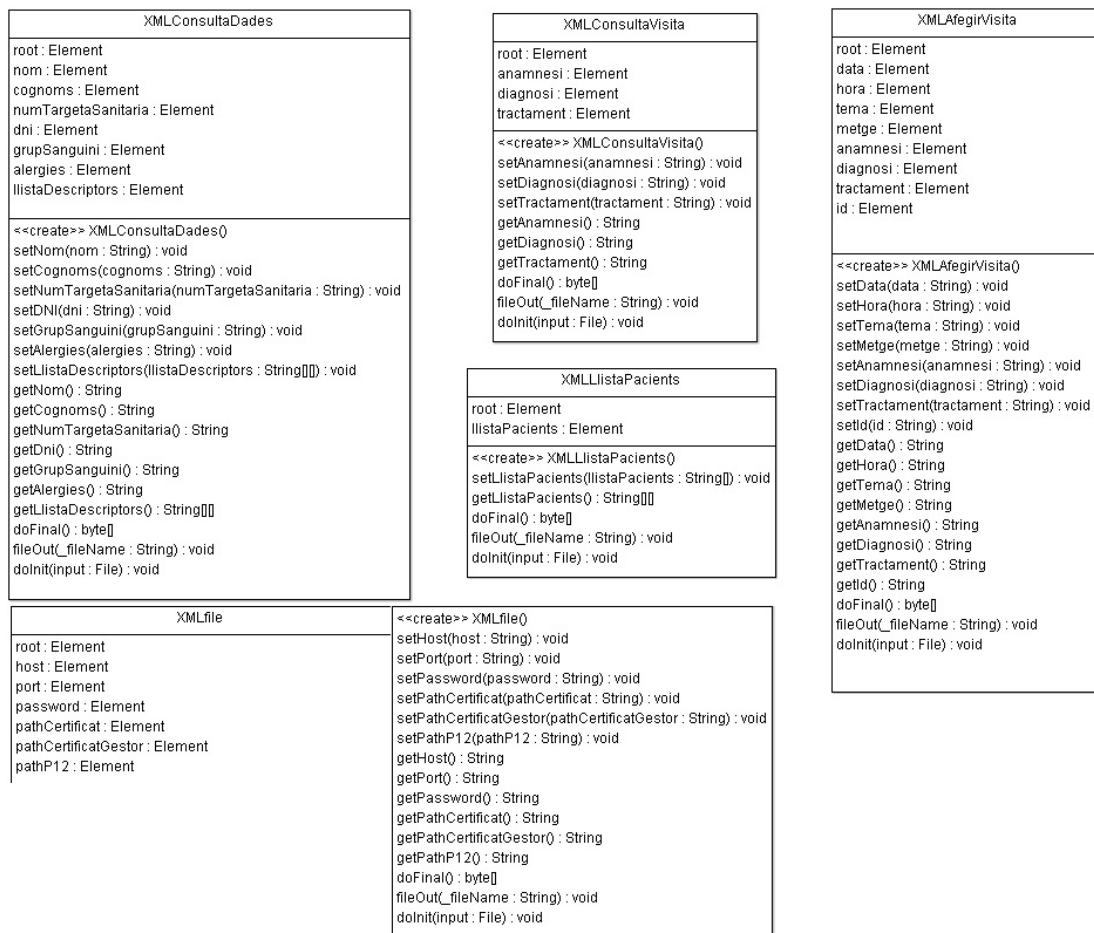 XMLConsultaDades
root : Element
nom : Element
cognoms : Element
numTargetaSanitaria : Element
dni : Element
grupSanguini : Element
alergies : Element
llistaDescriptors : Element
<<create>> XMLConsultaDades()
setNom(nom : String) : void
setCognoms(cognoms : String) : void
setNumTargetaSanitaria(numTargetaSanitaria : String) : void
setDNI(dni : String) : void
setGrupSanguini(grupSanguini : String) : void
setAlergies(alergies : String) : void
setLlistaDescriptors(llistaDescriptors : String[][]) : void
getNom() : String
getCognoms() : String
getNumTargetaSanitaria() : String
getDni() : String
getGrupSanguini() : String
getAlergies() : String
getLlistaDescriptors() : String[][]
doFinal() : byte[]
fileOut(_fileName : String) : void
doInit(input : File) : void
XMLConsultaVisita
root : Element
anamnesi : Element
diagnosi : Element
tractament : Element
<<create>> XMLConsultaVisita()
setAnamnesi(anamnesi : String) : void
setDiagnosi(diagnosi : String) : void
setTractament(tractament : String) : void
getAnamnesi() : String
getDiagnosi() : String
getTractament() : String
doFinal() : byte[]
fileOut(_fileName : String) : void
doInit(input : File) : void
XMLLlistaPacients
root : Element
llistaPacients : Element
<<create>> XMLLlistaPacients()
setLlistaPacients(llistaPacients : String[]) : void
getLlistaPacients() : String[][]
doFinal() : byte[]
fileOut(_fileName : String) : void
doInit(input : File) : void
XMLAfegirVisita
root : Element
data : Element
hora : Element
tema : Element
metge : Element
anamnesi : Element
diagnosi : Element
tractament : Element
id : Element
<<create>> XMLAfegirVisita()
setData(data : String) : void
setHora(hora : String) : void
setTema(tema : String) : void
setMetge(metge : String) : void
setAnamnesi(anamnesi : String) : void
setDiagnosi(diagnosi : String) : void
setTractament(tractament : String) : void
setId(id : String) : void
getData() : String
getHora() : String
getTema() : String
getMetge() : String
getAnamnesi() : String
getDiagnosi() : String
getTractament() : String
getId() : String
doFinal() : byte[]
fileOut(_fileName : String) : void
doInit(input : File) : void
XMLfile
root : Element
host : Element
port : Element
password : Element
pathCertificat : Element
pathCertificatGestor : Element
pathP12 : Element
<<create>> XMLfile()
setHost(host : String) : void
setPort(port : String) : void
setPassword(password : String) : void
setPathCertificat(pathCertificat : String) : void
setPathCertificatGestor(pathCertificatGestor : String) : void
setPathP12(pathP12 : String) : void
getHost() : String
getPort() : String
getPassword() : String
getPathCertificat() : String
getPathCertificatGestor() : String
getPathP12() : String
doFinal() : byte[]
fileOut(_fileName : String) : void
doInit(input : File) : void